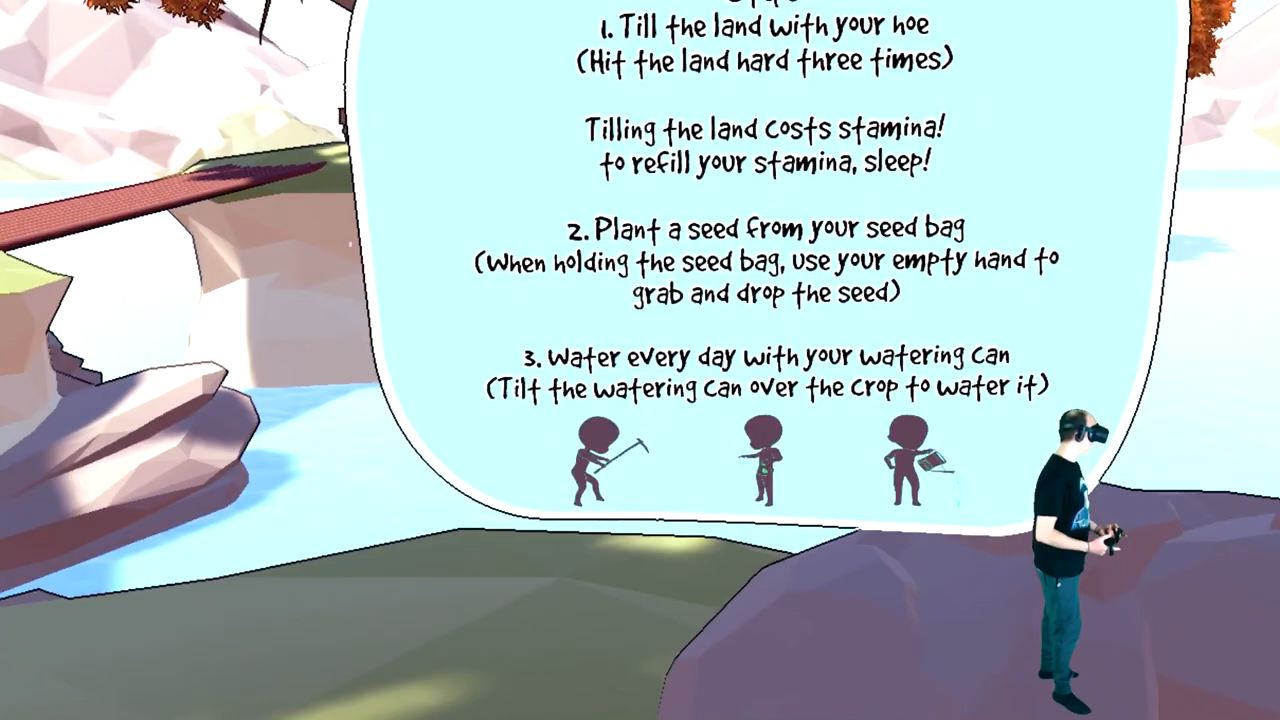 1. Till the land with your hoe
(Hit the land hard three times)
Tilling the land costs stamina!
to refill your stamina, sleep!
2. Plant a seed from your seed bag
(When holding the seed bag, use your empty hand to
grab and drop the seed)
3. Water every day with your watering can
(Tilt the watering can over the crop to water it)